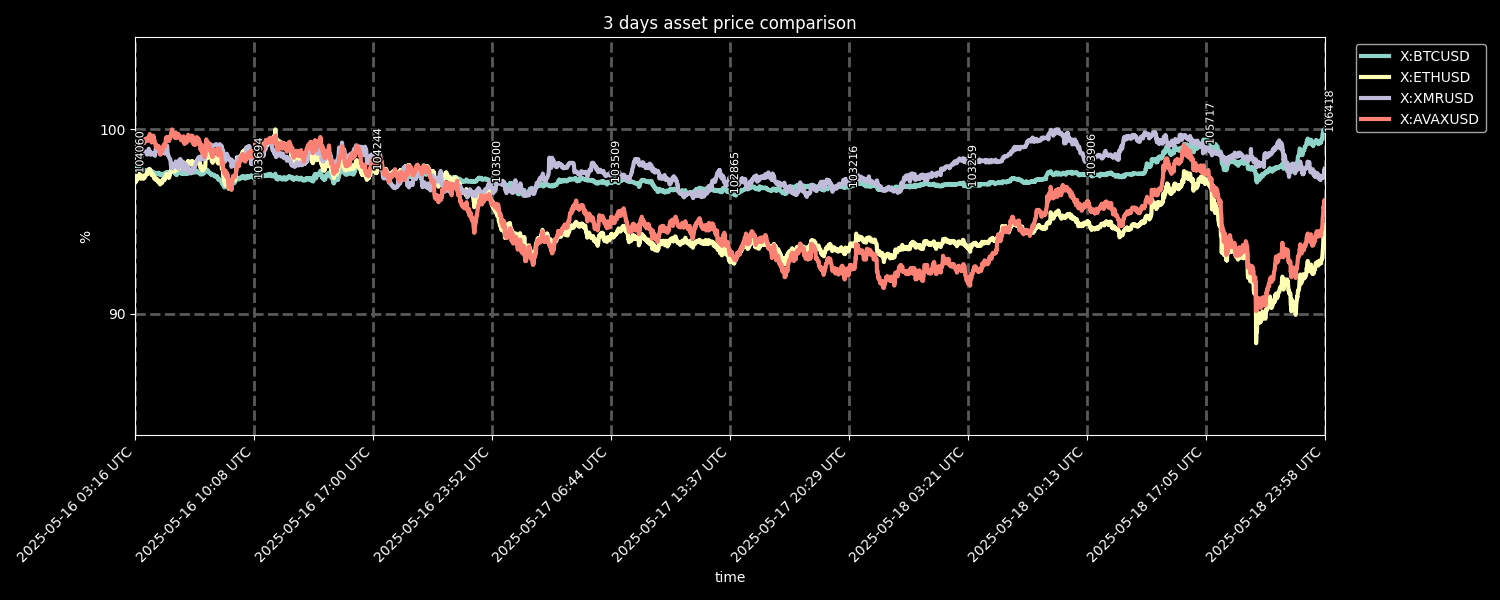 3 days asset price comparison
X:BTCUSD
X:ETHUSD
X:XMRUSD
X:AVAXUSD
%
100
90
104060
103694
104244
103500
103509
102865
103216
103259
103906
105717
106418
2025-05-16 03:16 UTC
2025-05-16 10:08 UTC
2025-05-16 17:00 UTC
2025-05-16 23:52 UTC
2025-05-17 06:44 UTC
2025-05-17 13:37 UTC
2025-05-17 20:29 UTC
2025-05-18 03:21 UTC
2025-05-18 10:13 UTC
2025-05-18 17:05 UTC
2025-05-18 23:58 UTC
time